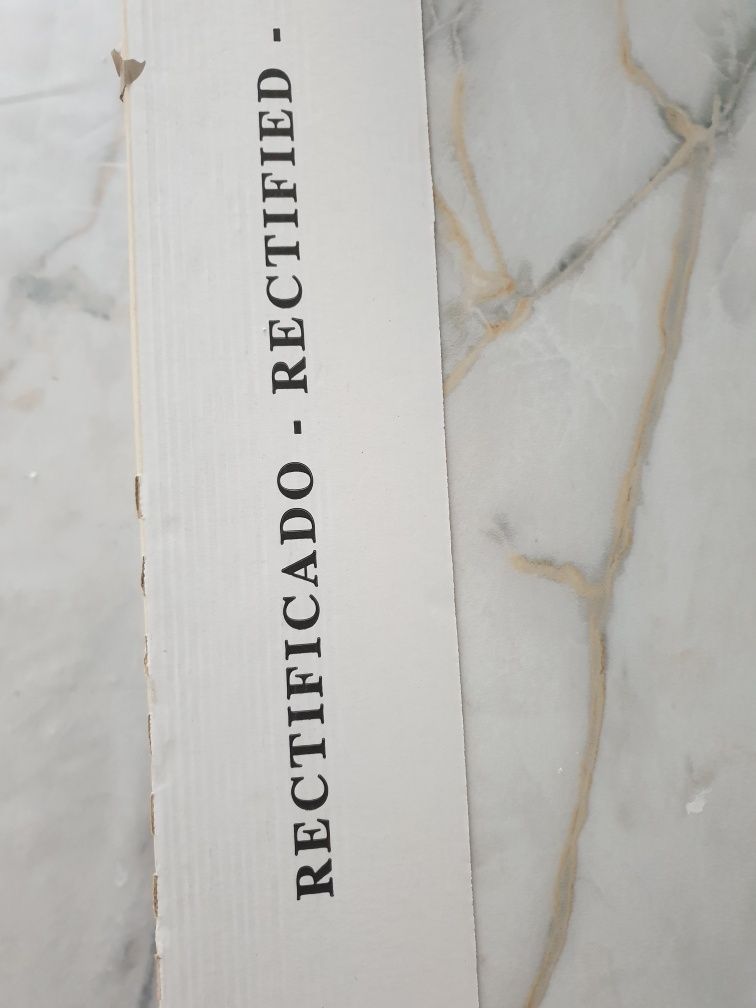 RECTIFICADO - RECTIFIED -